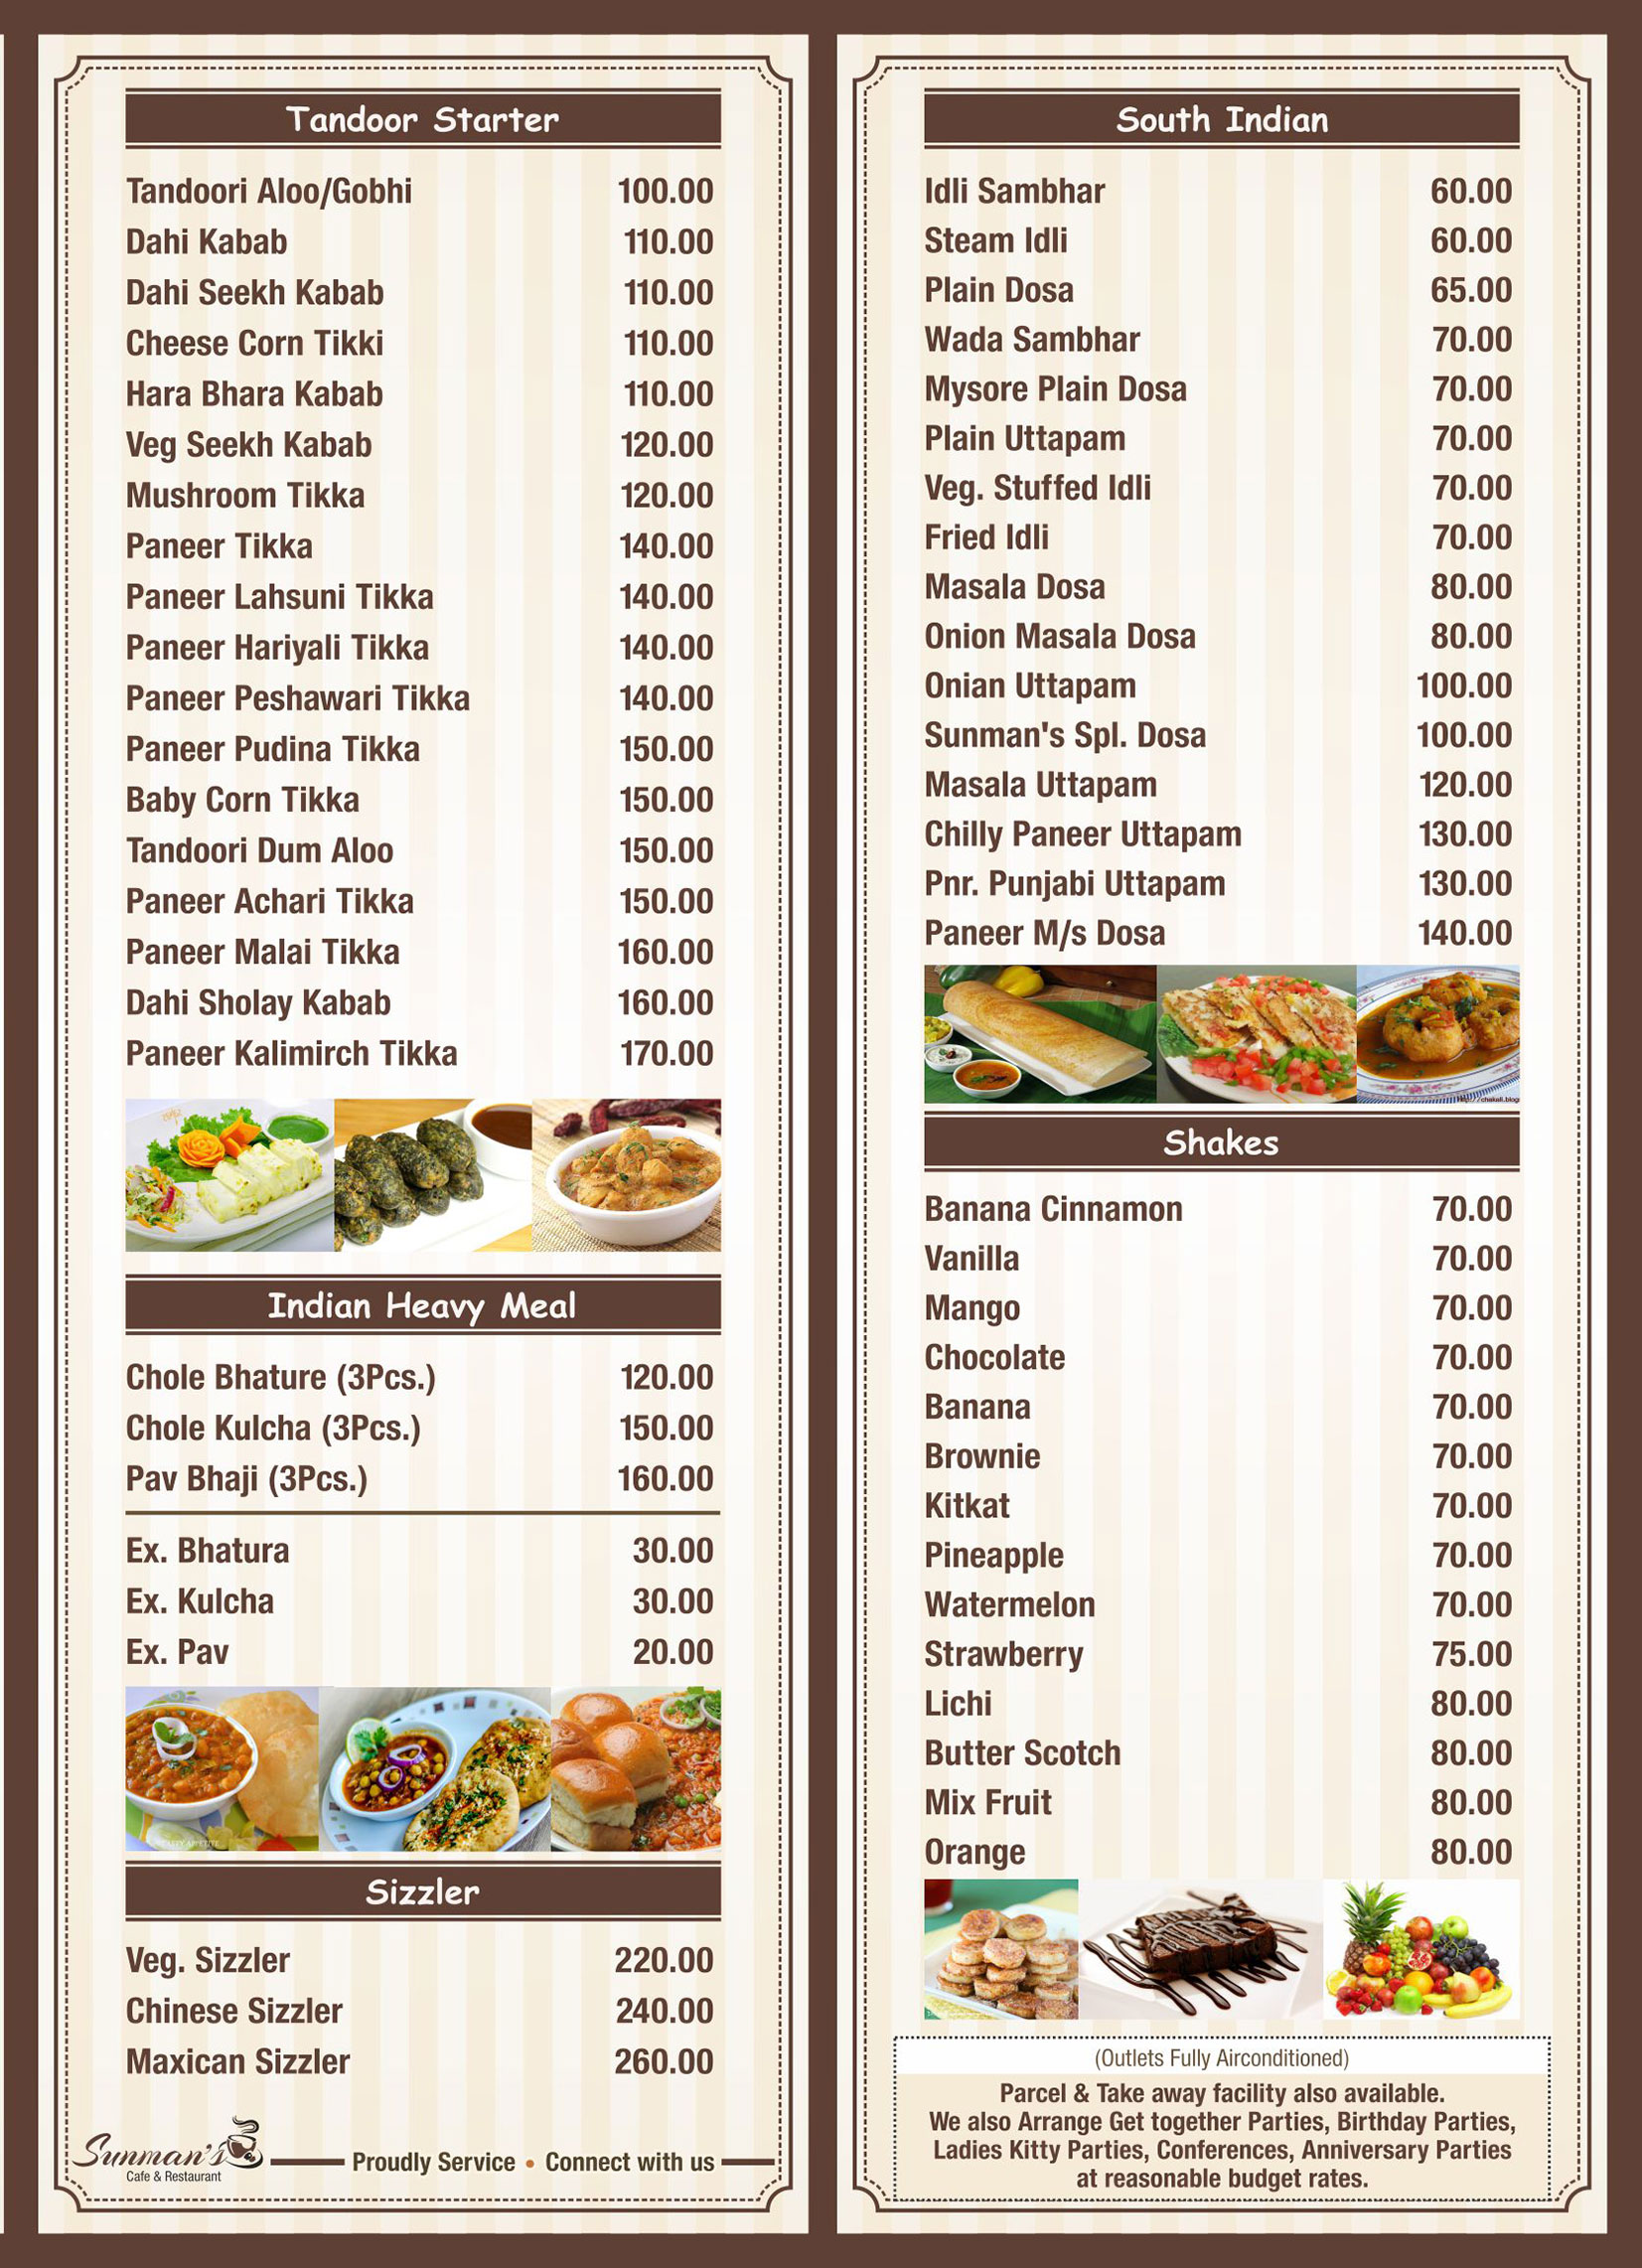 Tandoor Starter
Tandoori Aloo/Gobhi 100.00
Dahi Kabab 110.00
Dahi Seekh Kabab 110.00
Cheese Corn Tikki 110.00
Hara Bhara Kabab 110.00
Veg Seekh Kabab 120.00
Mushroom Tikka 120.00
Paneer Tikka 140.00
Paneer Lahsuni Tikka 140.00
Paneer Hariyali Tikka 140.00
Paneer Peshawari Tikka 140.00
Paneer Pudina Tikka 150.00
Baby Corn Tikka 150.00
Tandoori Dum Aloo 150.00
Paneer Achari Tikka 150.00
Paneer Malai Tikka 160.00
Dahi Sholay Kabab 160.00
Paneer Kalimirch Tikka 170.00
Indian Heavy Meal
Chole Bhature (3Pcs.) 120.00
Chole Kulcha (3Pcs.) 150.00
Pav Bhaji (3Pcs.) 160.00
Ex. Bhatura 30.00
Ex. Kulcha 30.00
Ex. Pav 20.00
Sizzler
Veg. Sizzler 220.00
Chinese Sizzler 240.00
Maxican Sizzler 260.00
Sunman's
Cafe & Restaurant
Proudly Service • Connect with us
South Indian
Idli Sambhar 60.00
Steam Idli 60.00
Plain Dosa 65.00
Wada Sambhar 70.00
Mysore Plain Dosa 70.00
Plain Uttapam 70.00
Veg. Stuffed Idli 70.00
Fried Idli 70.00
Masala Dosa 80.00
Onion Masala Dosa 80.00
Onian Uttapam 100.00
Sunman's Spl. Dosa 100.00
Masala Uttapam 120.00
Chilly Paneer Uttapam 130.00
Pnr. Punjabi Uttapam 130.00
Paneer M/s Dosa 140.00
Shakes
Banana Cinnamon 70.00
Vanilla 70.00
Mango 70.00
Chocolate 70.00
Banana 70.00
Brownie 70.00
Kitkat 70.00
Pineapple 70.00
Watermelon 70.00
Strawberry 75.00
Lichi 80.00
Butter Scotch 80.00
Mix Fruit 80.00
Orange 80.00
(Outlets Fully Airconditioned)
Parcel & Take away facility also available.
We also Arrange Get together Parties, Birthday Parties,
Ladies Kitty Parties, Conferences, Anniversary Parties
at reasonable budget rates.